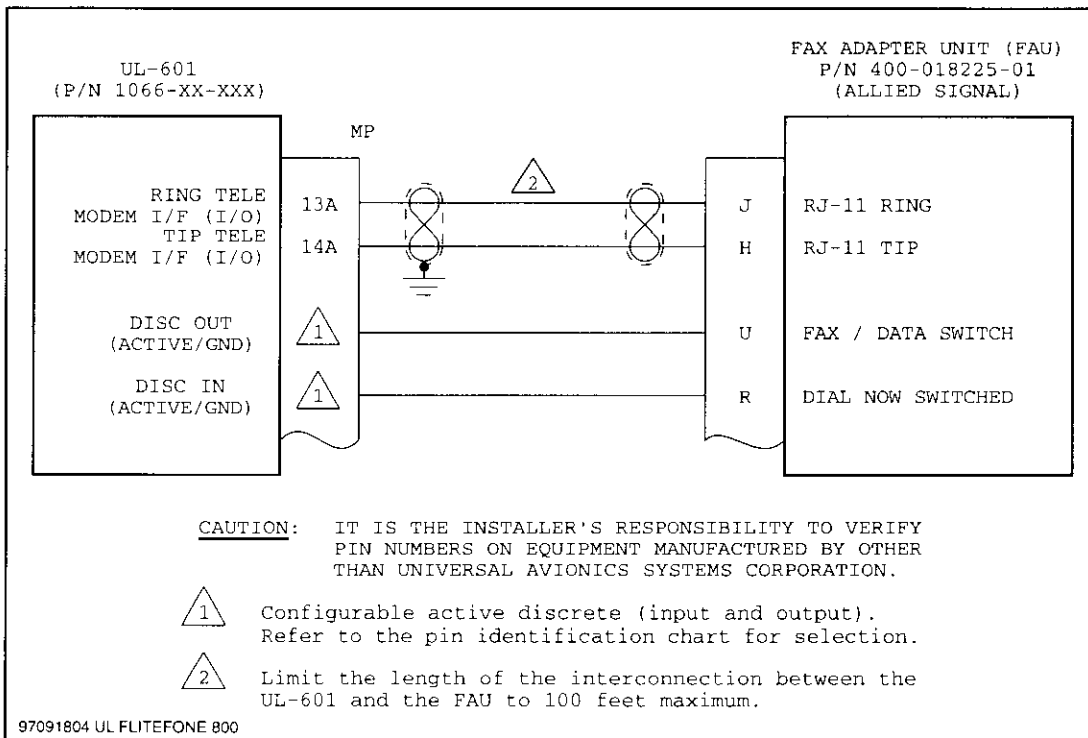 UL-601
(P/N 1066-XX-XXX)
FAX ADAPTER UNIT (FAU)
P/N 400-018225-01
(ALLIED SIGNAL)
MP
RING TELE
MODEM I/F (I/O)
13A
2
J
RJ-11 RING
TIP TELE
MODEM I/F (I/O)
14A
H
RJ-11 TIP
DISC OUT
(ACTIVE/GND)
1
U
FAX / DATA SWITCH
DISC IN
(ACTIVE/GND)
1
R
DIAL NOW SWITCHED
CAUTION: IT IS THE INSTALLER'S RESPONSIBILITY TO VERIFY
PIN NUMBERS ON EQUIPMENT MANUFACTURED BY OTHER
THAN UNIVERSAL AVIONICS SYSTEMS CORPORATION.
1 Configurable active discrete (input and output).
Refer to the pin identification chart for selection.
2 Limit the length of the interconnection between the
UL-601 and the FAU to 100 feet maximum.
97091804 UL FLITEFONE 800